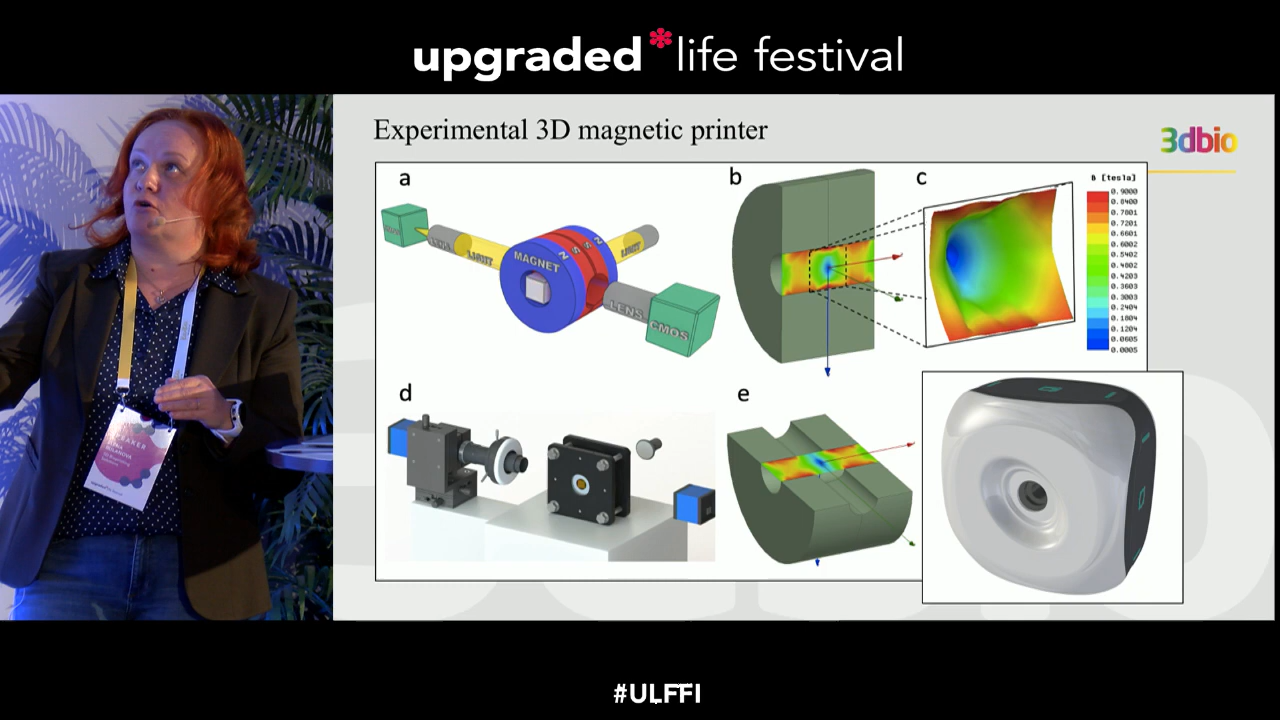 upgraded*life festival
Experimental 3D magnetic printer
3dbio
a
b
c
d
e
LENS
LIGHT
MAGNET
N S S N
LIGHT
LENS
CMOS
B [tesla]
0.9000
0.8400
0.7801
0.7201
0.6601
0.6002
0.5402
0.4802
0.4203
0.3603
0.3003
0.2404
0.1804
0.1204
0.0605
0.0005
#ULFFI